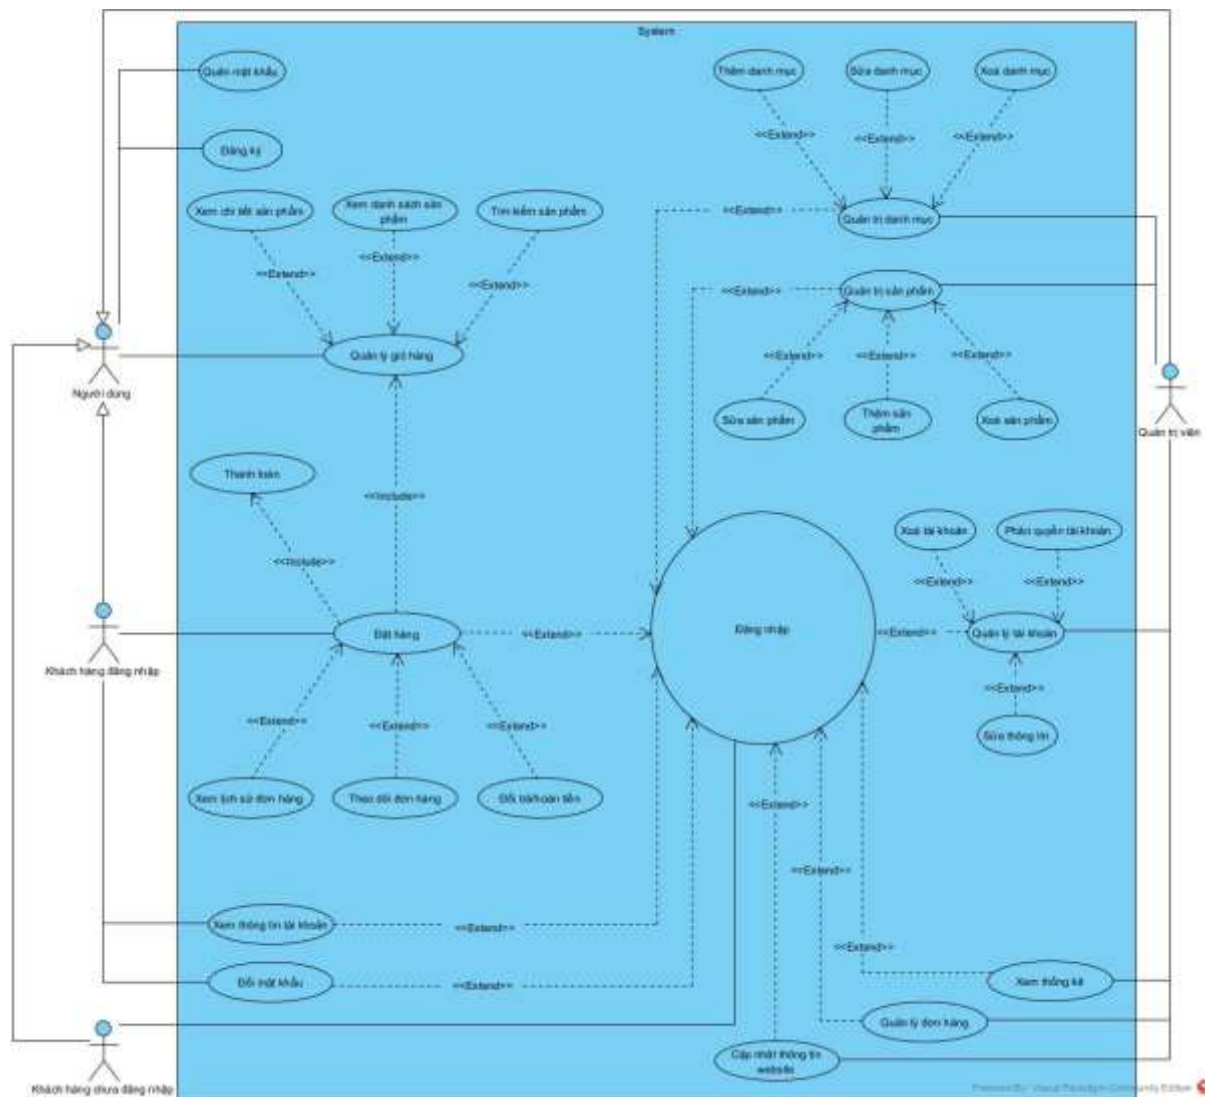 System
Quên mật khẩu
Thêm danh mục
Sửa danh mục
Xoá danh mục
<<Extend>>
<<Extend>>
<<Extend>>
Đăng ký
Xem chi tiết sản phẩm
Xem danh sách sản
phẩm
Tìm kiếm sản phẩm
<<Extend>>
Quản trị danh mục
<<Extend>>
<<Extend>>
<<Extend>>
<<Extend>>
Quản trị sản phẩm
Người dùng
Quản lý giỏ hàng
<<Extend>>
<<Extend>>
<<Extend>>
Sửa sản phẩm
Thêm sản
phẩm
Xoá sản phẩm
Quản trị viên
Thanh toán
<<Include>>
<<Include>>
Xoá tài khoản
Phân quyền tài khoản
<<Extend>>
<<Extend>>
Khách hàng đăng nhập
Đặt hàng
<<Extend>>
Đăng nhập
<<Extend>>
Quản lý tài khoản
<<Extend>>
Sửa thông tin
<<Extend>>
<<Extend>>
<<Extend>>
Xem lịch sử đơn hàng
Theo dõi đơn hàng
Đổi trả/hoàn tiền
<<Extend>>
<<Extend>>
<<Extend>>
Xem thông tin tài khoản
<<Extend>>
Đổi mật khẩu
<<Extend>>
Xem thống kê
Quản lý đơn hàng
Cập nhật thông tin
website
Khách hàng chưa đăng nhập
Powered By: Visual Paradigm Community Edition